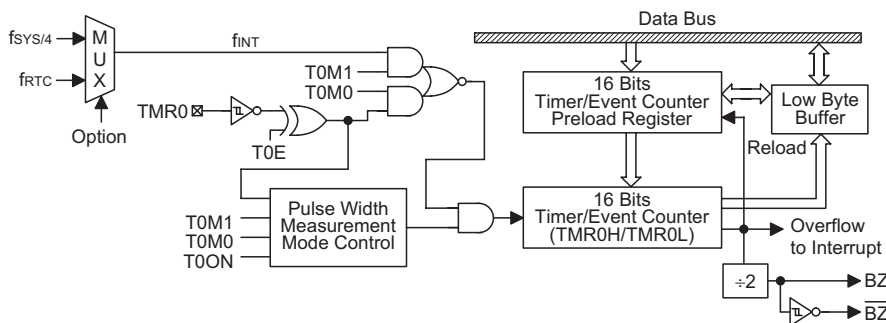 Data Bus
fSYS/4
fRTC
M
U
X
Option
fINT
T0M1
T0M0
TMR0
T0E
16 Bits
Timer/Event Counter
Preload Register
Low Byte
Buffer
Reload
T0M1
T0M0
T0ON
Pulse Width
Measurement
Mode Control
16 Bits
Timer/Event Counter
(TMR0H/TMR0L)
Overflow
to Interrupt
÷2
BZ
B̅Z̅